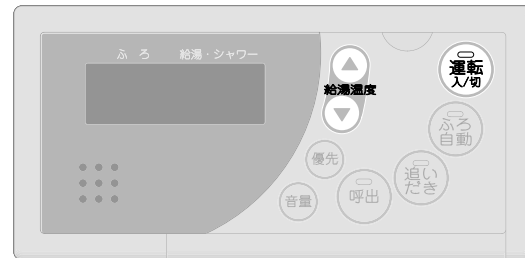 ふろ 給湯・シャワー
給湯温度
運転
入/切
ふろ
自動
優先
追い
だき
音量
呼出